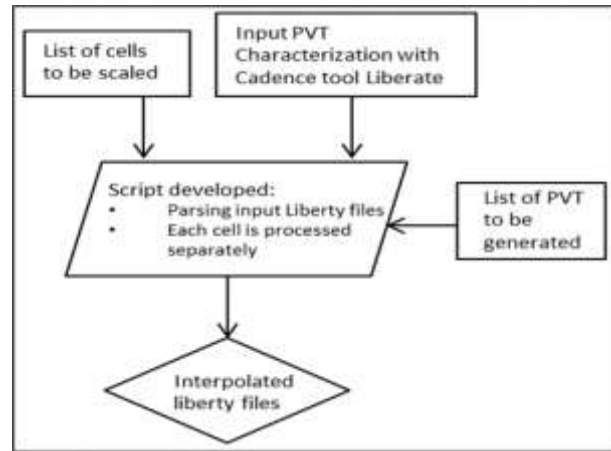 List of cells
to be scaled
Input PVT
Characterization with
Cadence tool Liberate
Script developed:
• Parsing input Liberty files
• Each cell is processed
separately
List of PVT
to be
generated
Interpolated
liberty files